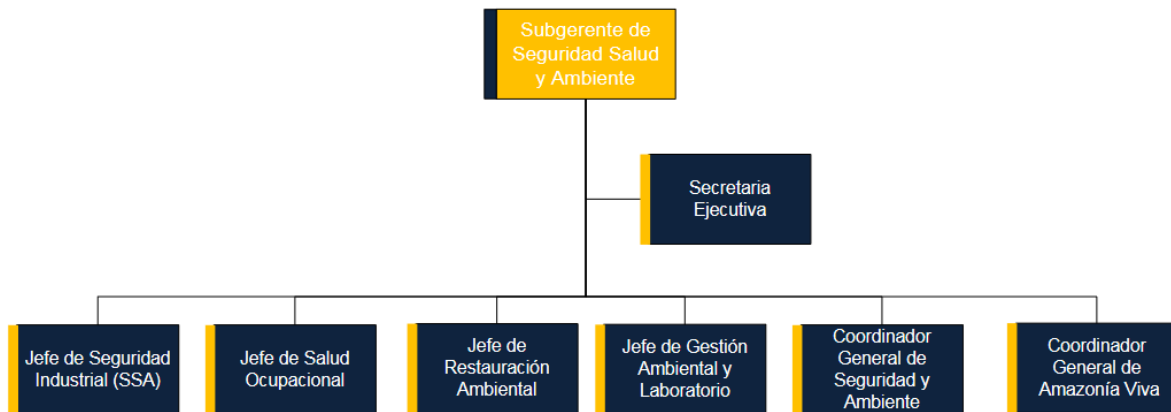 Subgerente de
Seguridad Salud
y Ambiente
Secretaria
Ejecutiva
Jefe de Seguridad
Industrial (SSA)
Jefe de Salud
Ocupacional
Jefe de
Restauración
Ambiental
Jefe de Gestión
Ambiental y
Laboratorio
Coordinador
General de
Seguridad y
Ambiente
Coordinador
General de
Amazonía Viva